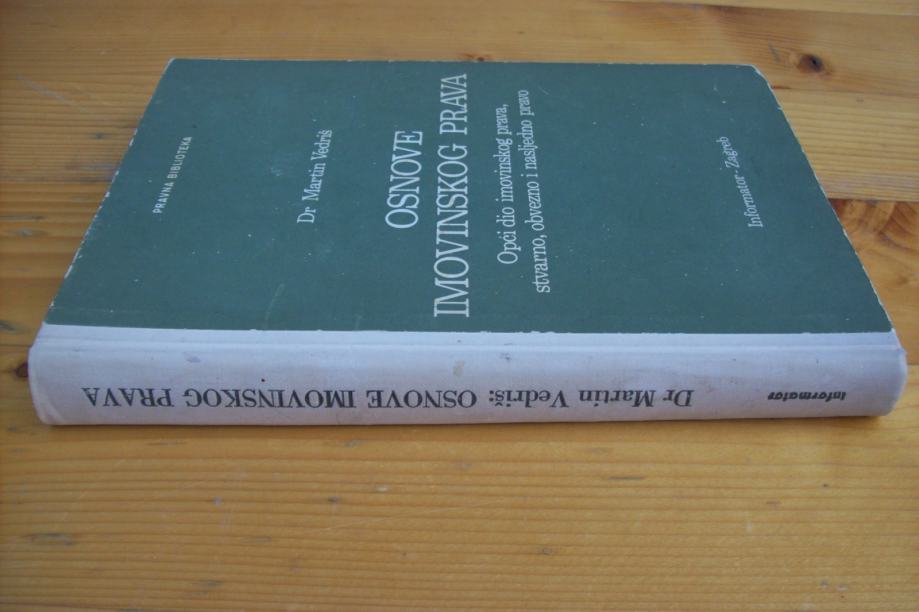 PRAVNA BIBLIOTEKA
Dr Martin Vedriš
OSNOVE
IMOVINSKOG PRAVA
Opći dio imovinskog prava,
stvarno, obvezno i nasljedno pravo
Informator - Zagreb
Dr Martin Vedriš: OSNOVE IMOVINSKOG PRAVA
informator